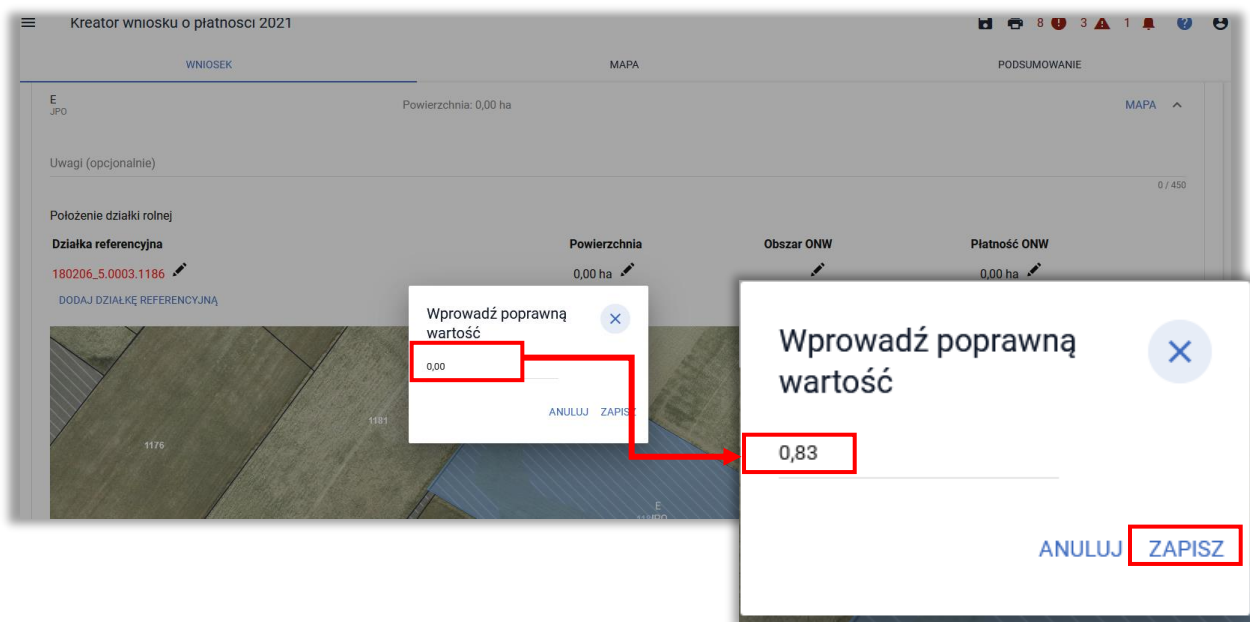 Kreator wniosku o płatności 2021
8 3 1
WNIOSEK MAPA PODSUMOWANIE
E
JPO
Powierzchnia: 0,00 ha
MAPA
Uwagi (opcjonalnie)
0 / 450
Położenie działki rolnej
Działka referencyjna Powierzchnia Obszar ONW Płatność ONW
180206_5.0003.1186 0,00 ha 0,00 ha
DODAJ DZIAŁKĘ REFERENCYJNĄ
Wprowadź poprawną
wartość
0,00
ANULUJ ZAPISZ
1176
1181
E
JPO
Wprowadź poprawną
wartość
0,83
ANULUJ ZAPISZ